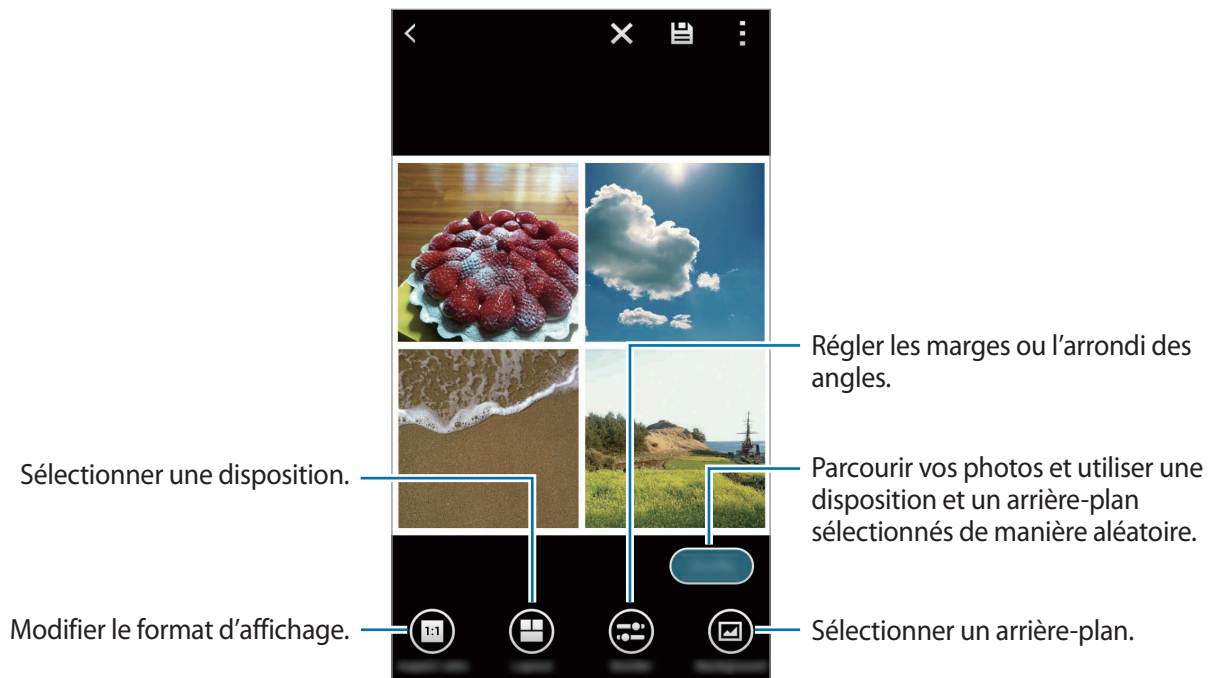 Régler les marges ou l'arrondi des
angles.
Sélectionner une disposition.
Parcourir vos photos et utiliser une
disposition et un arrière-plan
sélectionnés de manière aléatoire.
Modifier le format d'affichage.
1:1
Sélectionner un arrière-plan.